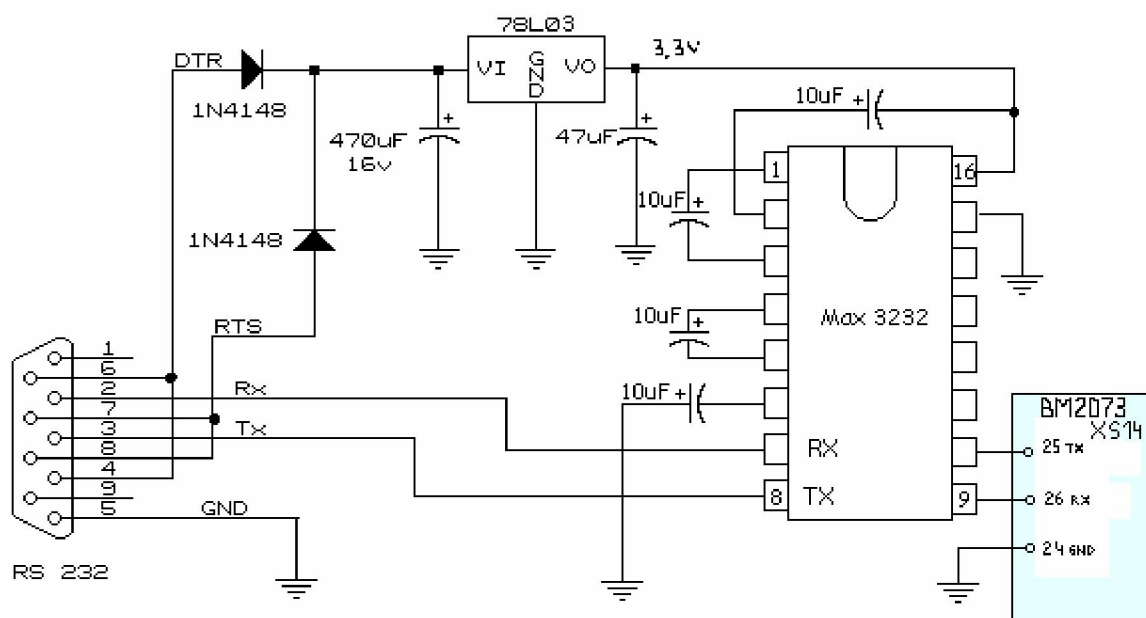 78L03
DTR
VI
GND
VO
3,3v
1N4148
10uF +
+
470uF
16v
+
47uF
1
16
10uF +
1N4148
RTS
10uF +
Max 3232
1
6
2
7
3
8
4
9
5
Rx
Tx
GND
10uF +
RX
8
TX
9
BM2073
XS14
25 TX
26 RX
24 GND
RS 232